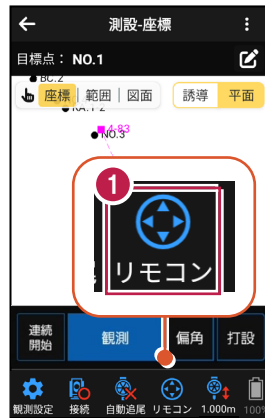 測設-座標
目標点： NO.1
BC.2
座標 範囲 図面 誘導 平面
KA.1-2
4-83
NO.3
1
リモコン
連続
開始
観測 偏角 打設
観測設定 接続 自動追尾 リモコン 1.000m 100%